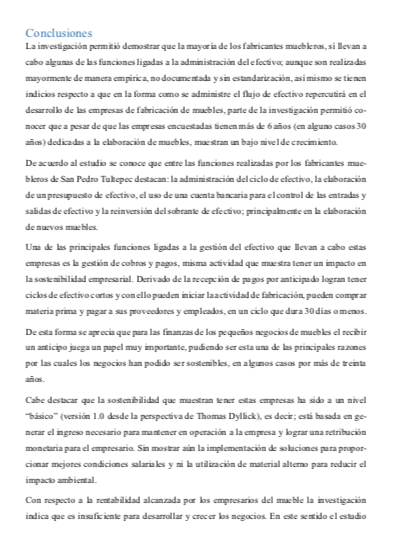 Conclusiones
La investigación permitió demostrar que la mayoría de los fabricantes muebleros, sí llevan a
cabo algunas de las funciones ligadas a la administración del efectivo; aunque son realizadas
mayormente de manera empírica, no documentada y sin estandarización, así mismo se tienen
indicios respecto a que en la forma como se administre el flujo de efectivo repercutirá en el
desarrollo de las empresas de fabricación de muebles, parte de la investigación permitió co-
nocer que a pesar de que las empresas encuestadas tienen más de 6 años (en alguno casos 30
años) dedicadas a la elaboración de muebles, muestran un bajo nivel de crecimiento.
De acuerdo al estudio se conoce que entre las funciones realizadas por los fabricantes mue-
bleros de San Pedro Tultepec destacan: la administración del ciclo de efectivo, la elaboración
de un presupuesto de efectivo, el uso de una cuenta bancaria para el control de las entradas y
salidas de efectivo y la reinversión del sobrante de efectivo; principalmente en la elaboración
de nuevos muebles.
Una de las principales funciones ligadas a la gestión del efectivo que llevan a cabo estas
empresas es la gestión de cobros y pagos, misma actividad que muestra tener un impacto en
la sostenibilidad empresarial. Derivado de la recepción de pagos por anticipado logran tener
ciclos de efectivo cortos y con ello pueden iniciar la actividad de fabricación, pueden comprar
materia prima y pagar a sus proveedores y empleados, en un ciclo que dura 30 días o menos.
De esta forma se aprecia que para las finanzas de los pequeños negocios de muebles el recibir
un anticipo juega un papel muy importante, pudiendo ser esta una de las principales razones
por las cuales los negocios han podido ser sostenibles, en algunos casos por más de treinta
años.
Cabe destacar que la sostenibilidad que muestran tener estas empresas ha sido a un nivel
“básico” (versión 1.0 desde la perspectiva de Thomas Dyllick), es decir; está basada en ge-
nerar el ingreso necesario para mantener en operación a la empresa y lograr una retribución
monetaria para el empresario. Sin mostrar aún la implementación de soluciones para propor-
cionar mejores condiciones salariales y ni la utilización de material alterno para reducir el
impacto ambiental.
Con respecto a la rentabilidad alcanzada por los empresarios del mueble la investigación
indica que es insuficiente para desarrollar y crecer los negocios. En este sentido el estudio